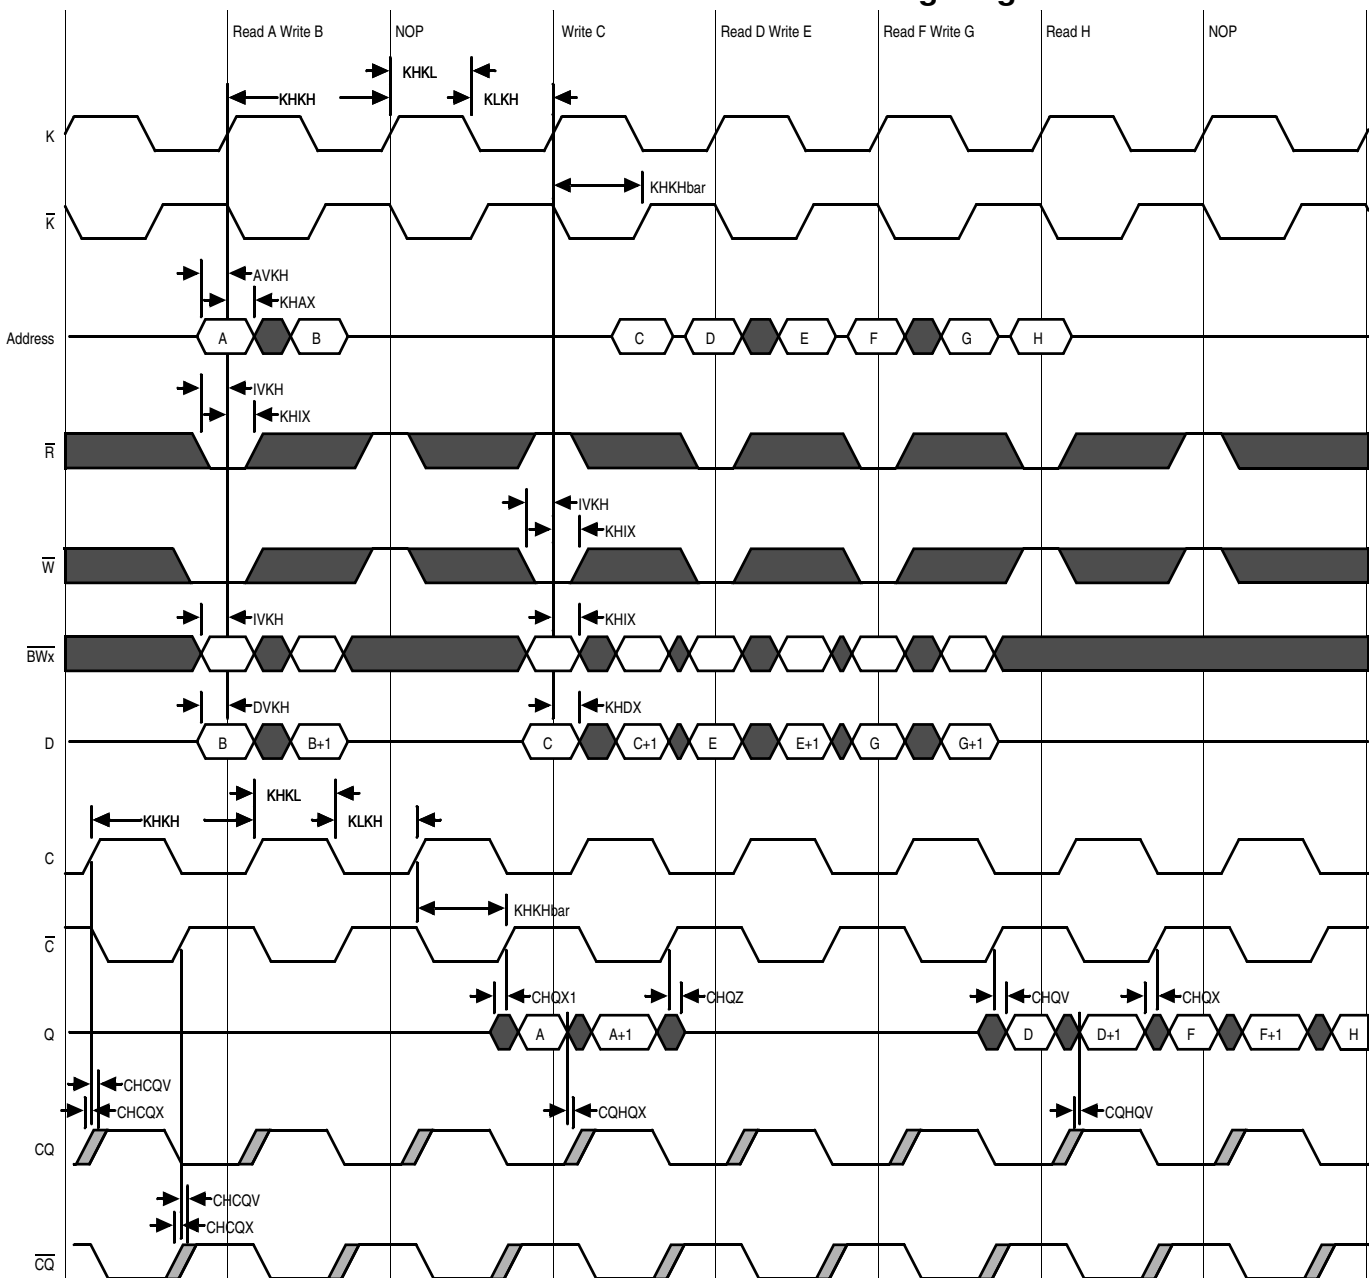 Read A Write B NOP Write C Read D Write E Read F Write G Read H NOP
KHKL
KHKH KLKH
K
KHKHbar
K̅
AVKH
KHAX
Address A B C D E F G H
IVKH
KHIX
R̅
IVKH
KHIX
W̅
IVKH KHIX
B̅W̅x̅
DVKH KHDX
D B B+1 C C+1 E E+1 G G+1
KHKL
KHKH KLKH
C
KHKHbar
C̅
CHQX1 CHQZ CHQV CHQX
Q A A+1 D D+1 F F+1 H
CHCQV
CHCQX CQHQX CQHQV
CQ
CHCQV
CHCQX
C̅Q̅